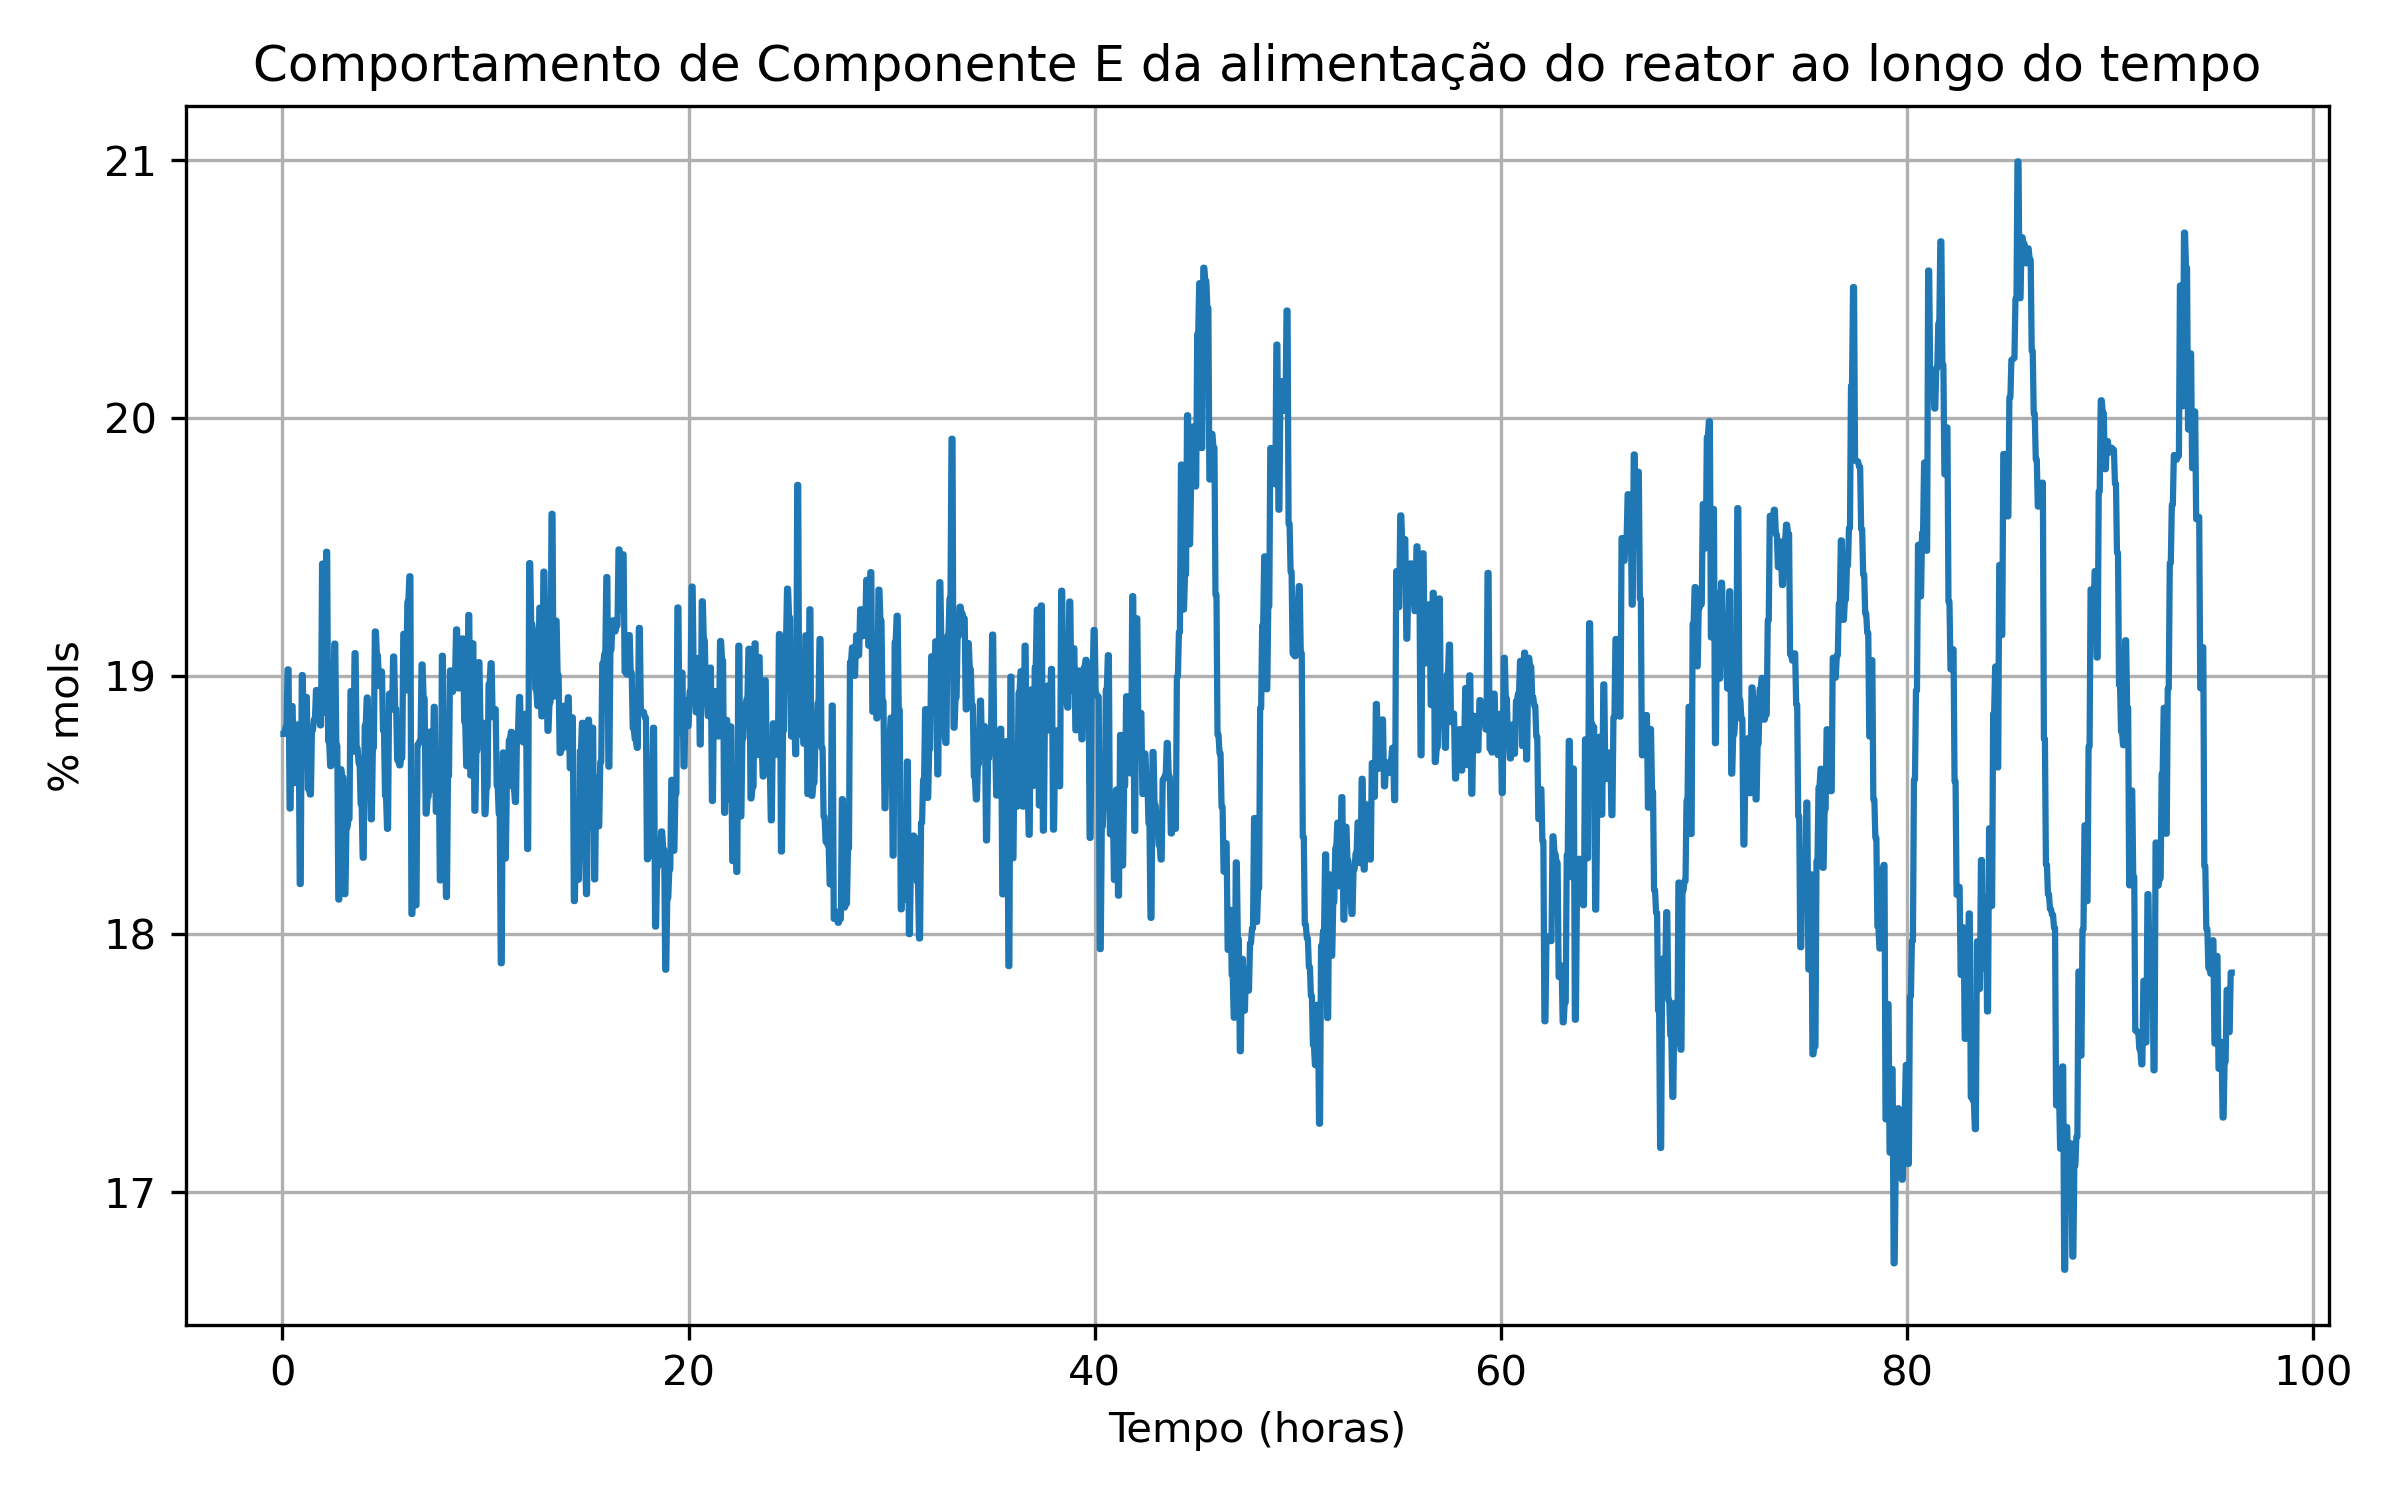 Comportamento de Componente E da alimentação do reator ao longo do tempo
21
20
19
18
17
% mols
0 20 40 60 80 100
Tempo (horas)